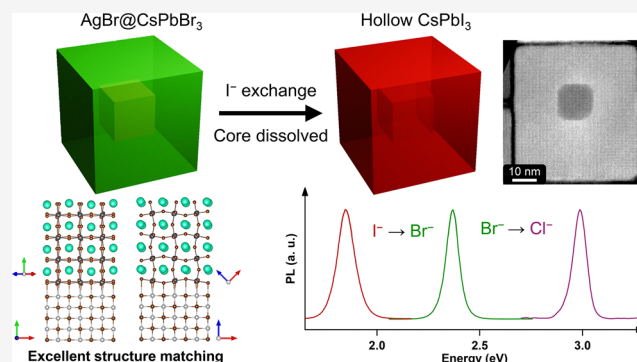 AgBr@CsPbBr₃
Hollow CsPbI₃
I⁻ exchange
Core dissolved
10 nm
I⁻ → Br⁻
Br⁻ → Cl⁻
PL (a. u.)
2.0 2.5 3.0
Energy (eV)
Excellent structure matching